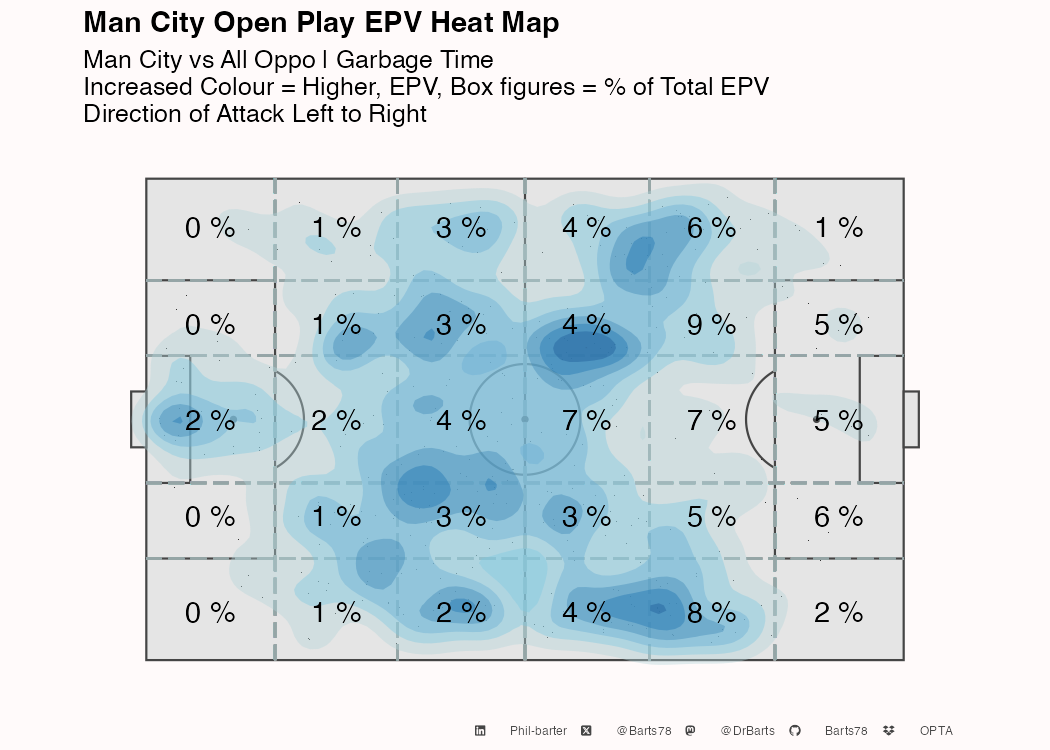 Man City Open Play EPV Heat Map
Man City vs All Oppo | Garbage Time
Increased Colour = Higher, EPV, Box figures = % of Total EPV
Direction of Attack Left to Right
0 % 1 % 3 % 4 % 6 % 1 %
0 % 1 % 3 % 4 % 9 % 5 %
2 % 2 % 4 % 7 % 7 % 5 %
0 % 1 % 3 % 3 % 5 % 6 %
0 % 1 % 2 % 4 % 8 % 2 %
Phil-barter @Barts78 @DrBarts Barts78 OPTA